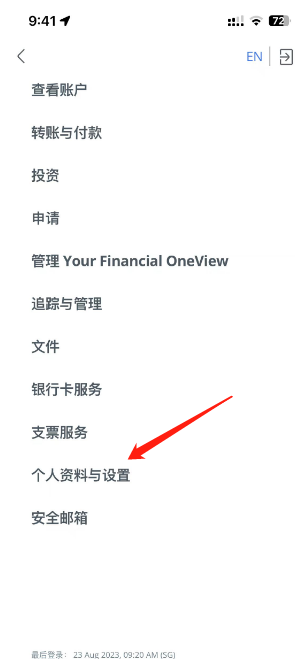 9:41
72
EN
查看账户
转账与付款
投资
申请
管理 Your Financial OneView
追踪与管理
文件
银行卡服务
支票服务
个人资料与设置
安全邮箱
最后登录： 23 Aug 2023, 09:20 AM (SG)